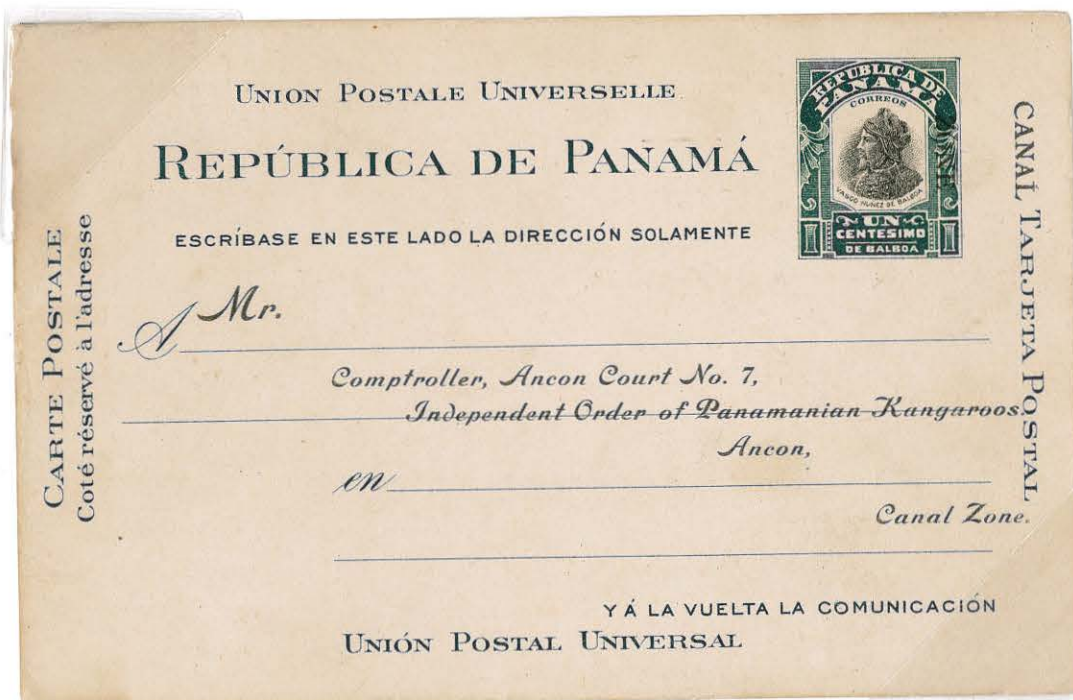 UNION POSTALE UNIVERSELLE
REPÚBLICA DE PANAMÁ
ESCRÍBASE EN ESTE LADO LA DIRECCIÓN SOLAMENTE
REPUBLICA DE
PANAMA
CORREOS
VASCO NUÑEZ DE BALBOA
1 UN 1
CENTESIMO
DE BALBOA
CANAL TARJETA POSTAL
CARTE POSTALE
Coté réservé à l'adresse
A Mr.
Comptroller, Ancon Court No. 7,
Independent Order of Panamanian Kangaroos.
Ancon,
en
Canal Zone.
Y Á LA VUELTA LA COMUNICACIÓN
UNIÓN POSTAL UNIVERSAL